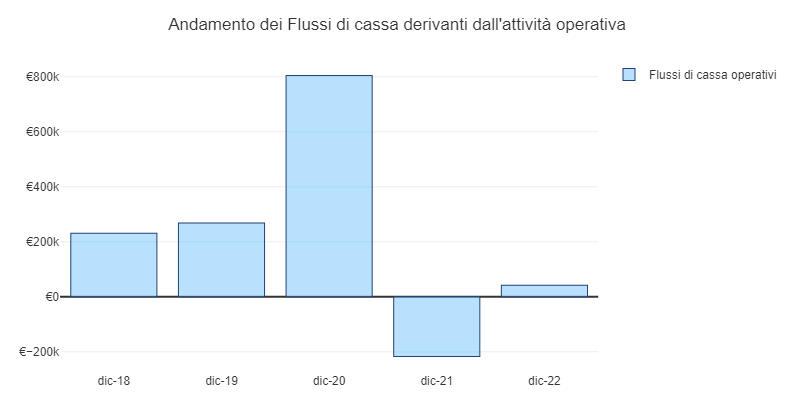 Andamento dei Flussi di cassa derivanti dall'attività operativa
Flussi di cassa operativi
€800k
€600k
€400k
€200k
€0
€−200k
dic-18 dic-19 dic-20 dic-21 dic-22